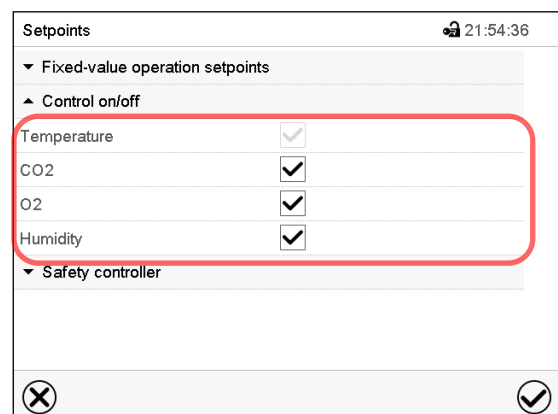 Setpoints 21:54:36
Fixed-value operation setpoints
Control on/off
Temperature
CO2
O2
Humidity
Safety controller